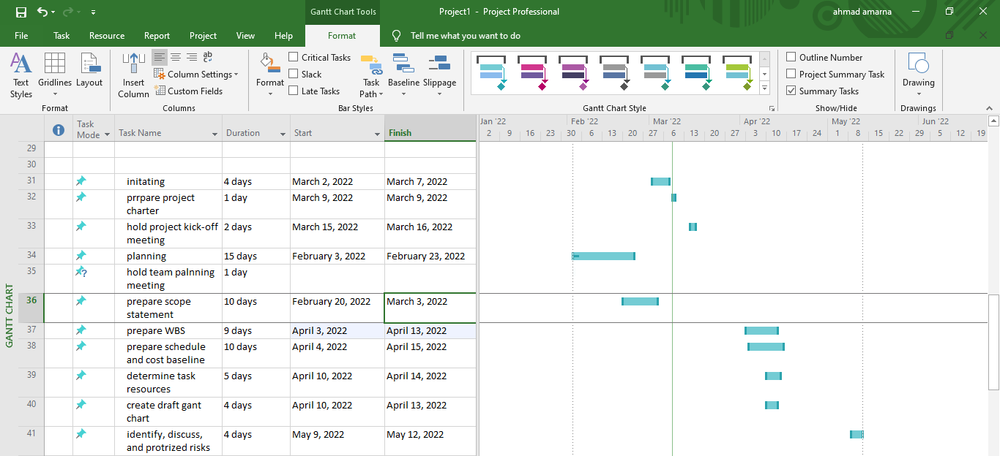 Gantt Chart Tools
Project1 - Project Professional
ahmad amarna
File Task Resource Report Project View Help Format Tell me what you want to do
Text Styles
Gridlines
Layout
Format
Insert Column
ab
Column Settings
Custom Fields
Columns
Format
Critical Tasks
Slack
Late Tasks
Task Path
Baseline
Slippage
Bar Styles
Gantt Chart Style
Outline Number
Project Summary Task
Summary Tasks
Show/Hide
Drawing
Drawings
Task Mode Task Name Duration Start Finish
Jan '22 Feb '22 Mar '22 Apr '22 May '22 Jun '22
2 9 16 23 30 6 13 20 27 6 13 20 27 3 10 17 24 1 8 15 22 29 5 12 19
GANTT CHART
29
30
31 initating 4 days March 2, 2022 March 7, 2022
32 prrpare project 1 day March 9, 2022 March 9, 2022
charter
33 hold project kick-off 2 days March 15, 2022 March 16, 2022
meeting
34 planning 15 days February 3, 2022 February 23, 2022
35 ? hold team palnning 1 day
meeting
36 prepare scope 10 days February 20, 2022 March 3, 2022
statement
37 prepare WBS 9 days April 3, 2022 April 13, 2022
38 prepare schedule 10 days April 4, 2022 April 15, 2022
and cost baseline
39 determine task 5 days April 10, 2022 April 14, 2022
resources
40 create draft gant 4 days April 10, 2022 April 13, 2022
chart
41 identify, discuss, 4 days May 9, 2022 May 12, 2022
and protrized risks